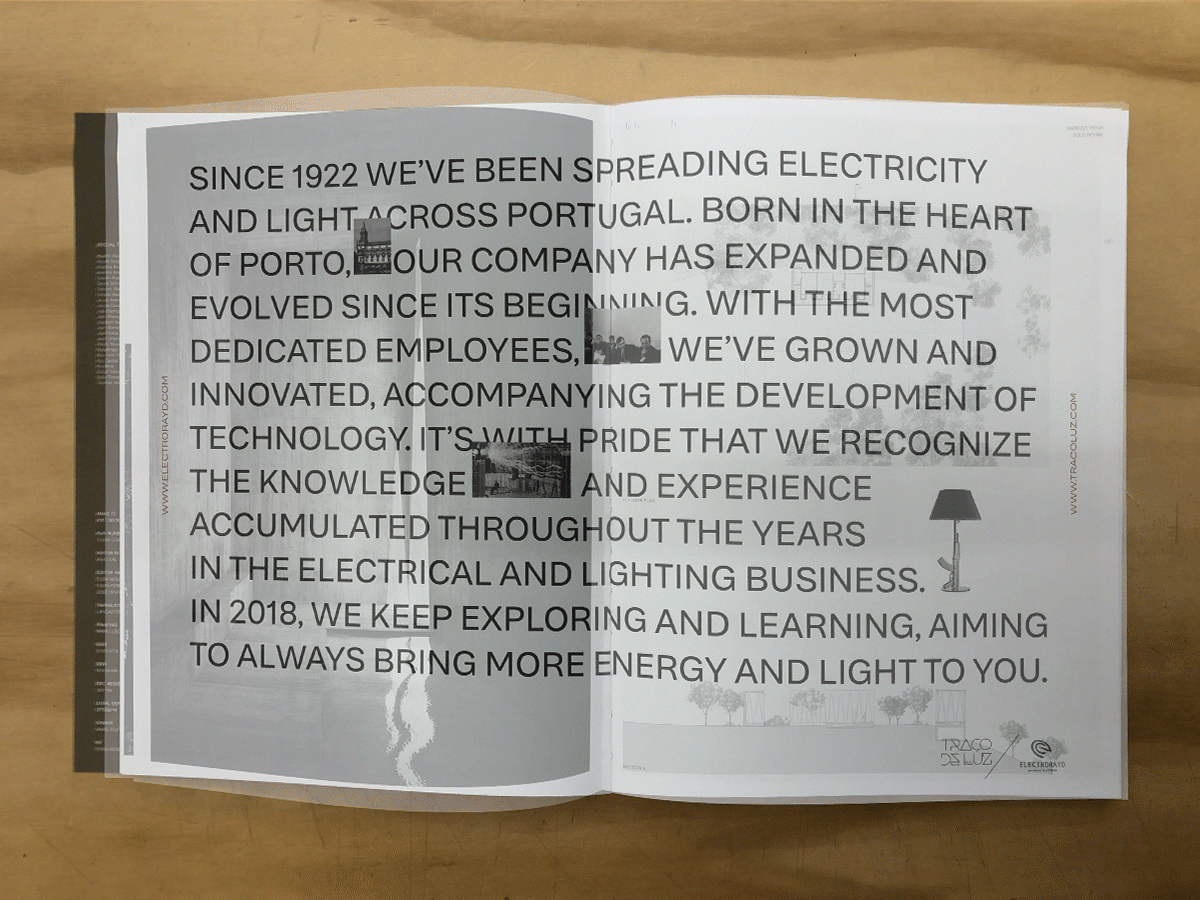 SINCE 1922 WE'VE BEEN SPREADING ELECTRICITY
AND LIGHT ACROSS PORTUGAL. BORN IN THE HEART
OF PORTO, OUR COMPANY HAS EXPANDED AND
EVOLVED SINCE ITS BEGINNING. WITH THE MOST
DEDICATED EMPLOYEES, WE'VE GROWN AND
INNOVATED, ACCOMPANYING THE DEVELOPMENT OF
TECHNOLOGY. IT'S WITH PRIDE THAT WE RECOGNIZE
THE KNOWLEDGE AND EXPERIENCE
ACCUMULATED THROUGHOUT THE YEARS
IN THE ELECTRICAL AND LIGHTING BUSINESS.
IN 2018, WE KEEP EXPLORING AND LEARNING, AIMING
TO ALWAYS BRING MORE ENERGY AND LIGHT TO YOU.
WWW.ELECTRORAYD.COM
WWW.TRACOLUZ.COM
TRAÇO
DE LUZ
ELECTRORAYD